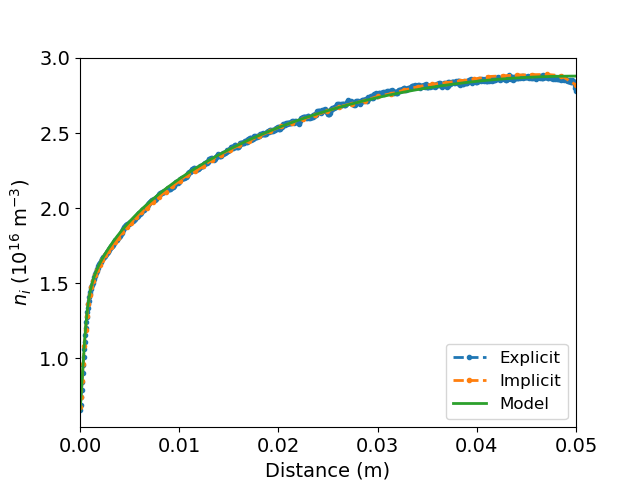 3.0
2.5
2.0
1.5
1.0
n_i (10^16 m^−3)
0.00 0.01 0.02 0.03 0.04 0.05
Distance (m)
Explicit
Implicit
Model